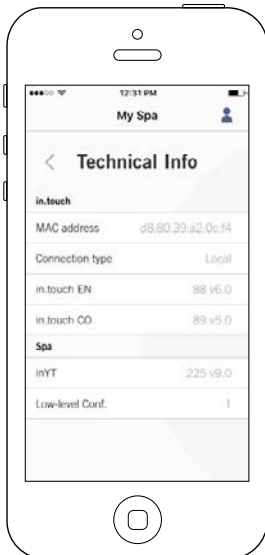 12:31 PM
My Spa
Technical Info
in.touch
MAC address d8.80.39.a2.0c.f4
Connection type Local
in.touch EN 88 v6.0
in.touch CO 89 v5.0
Spa
inYT 225 v9.0
Low-level Conf. 1